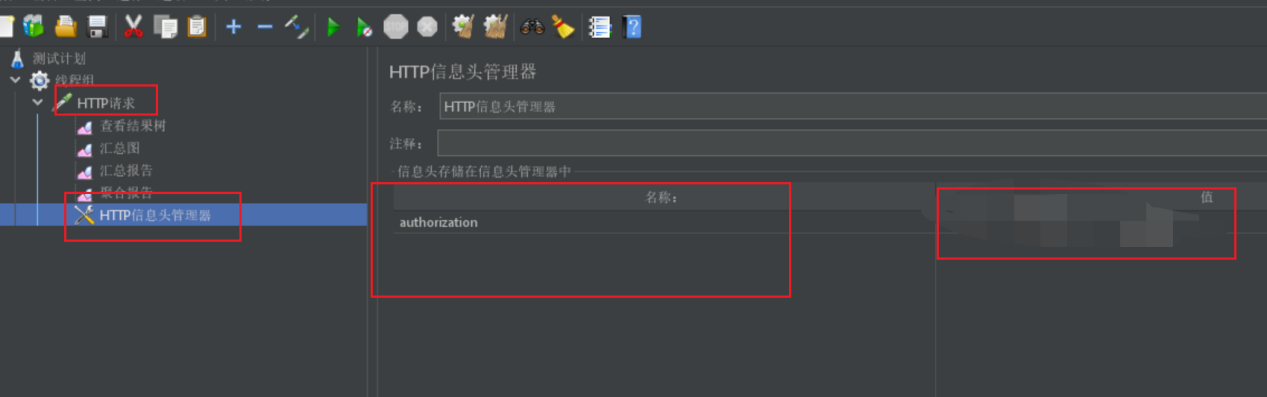 测试计划
线程组
HTTP请求
查看结果树
汇总图
汇总报告
聚合报告
HTTP信息头管理器
HTTP信息头管理器
名称： HTTP信息头管理器
注释：
信息头存储在信息头管理器中
名称： 值
authorization